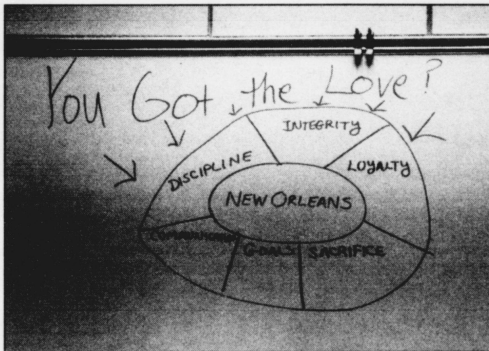 You Got the Love?
INTEGRITY
DISCIPLINE
LOYALTY
NEW ORLEANS
GOALS
SACRIFICE